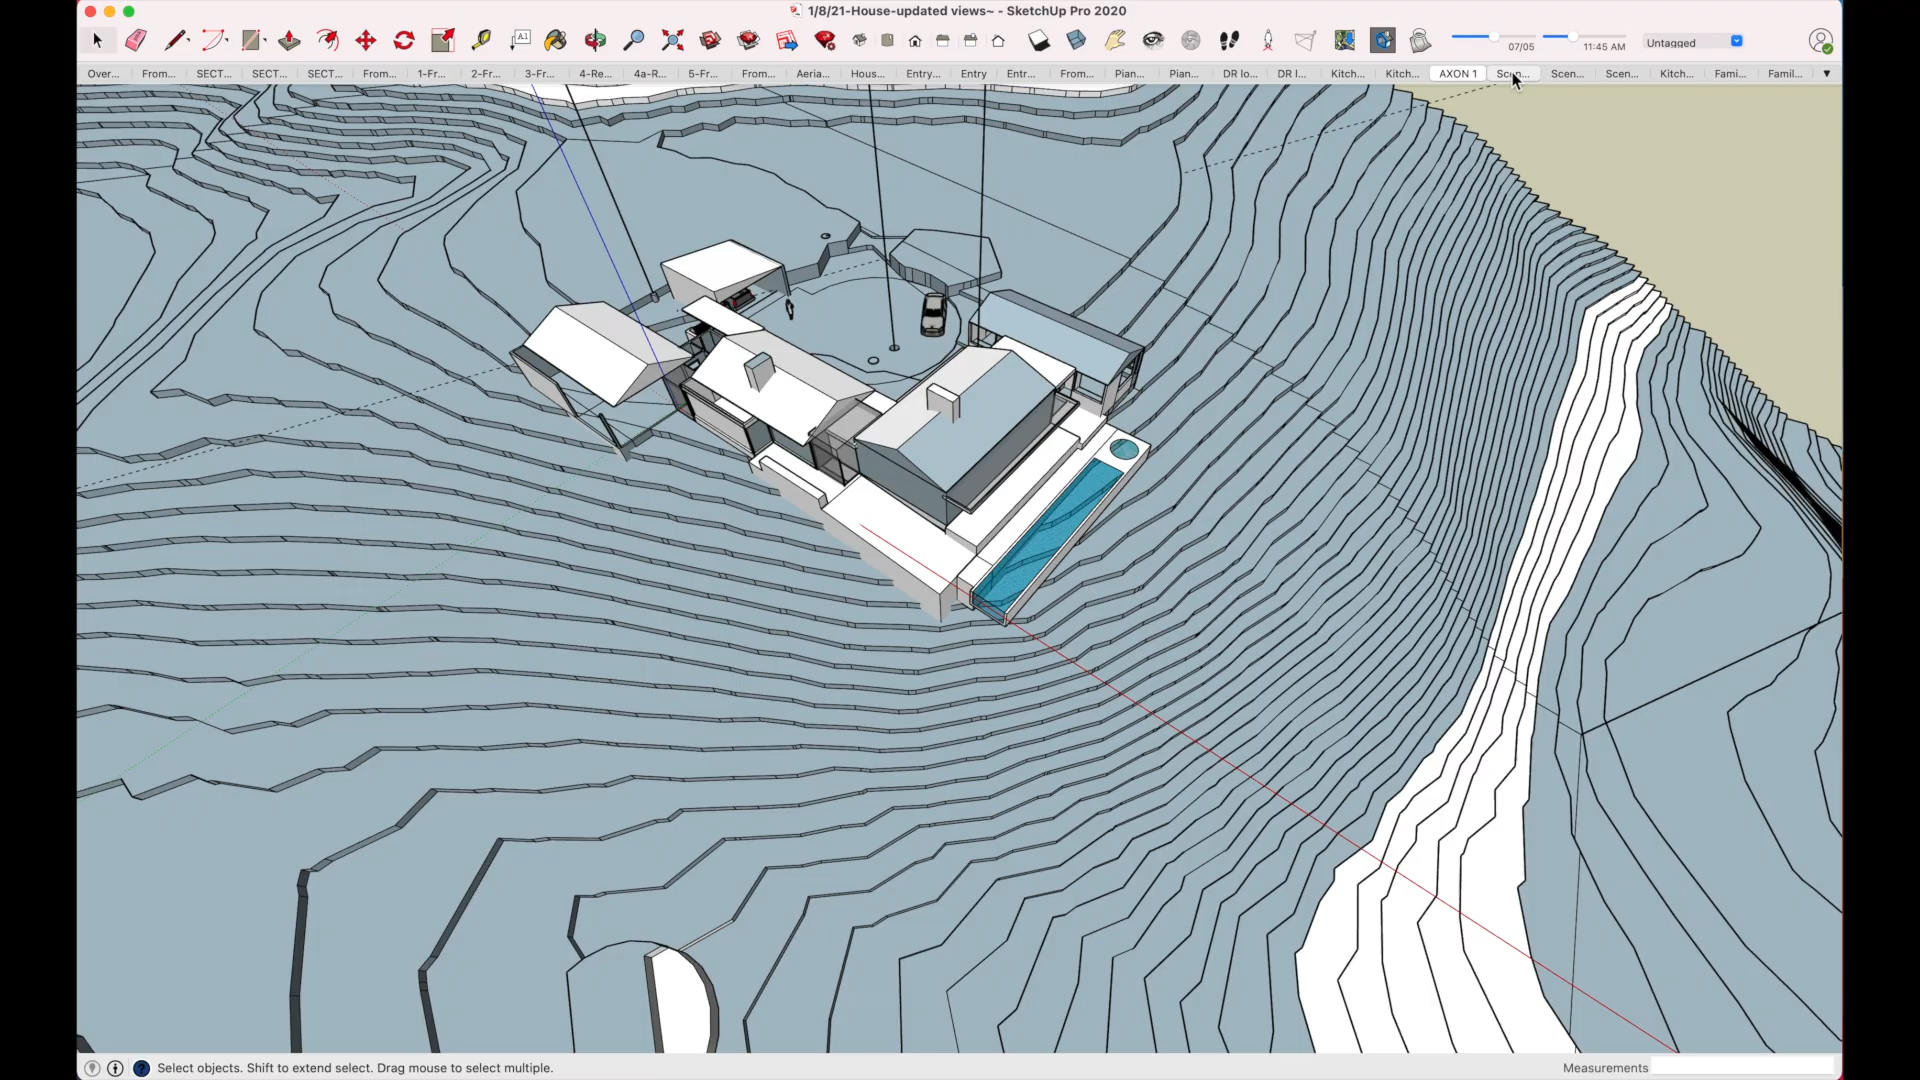 1/8/21-House-updated views~ - SketchUp Pro 2020
A1
07/05
11:45 AM
Untagged
Over... From... SECT... SECT... SECT... From... 1-Fr... 2-Fr... 3-Fr... 4-Re... 4a-R... 5-Fr... From... Aeria... Hous... Entry... Entry Entr... From... Pian... Pian... DR lo... DR l... Kitch... Kitch... AXON 1 Scen... Scen... Scen... Kitch... Fami... Famil...
Select objects. Shift to extend select. Drag mouse to select multiple.
Measurements